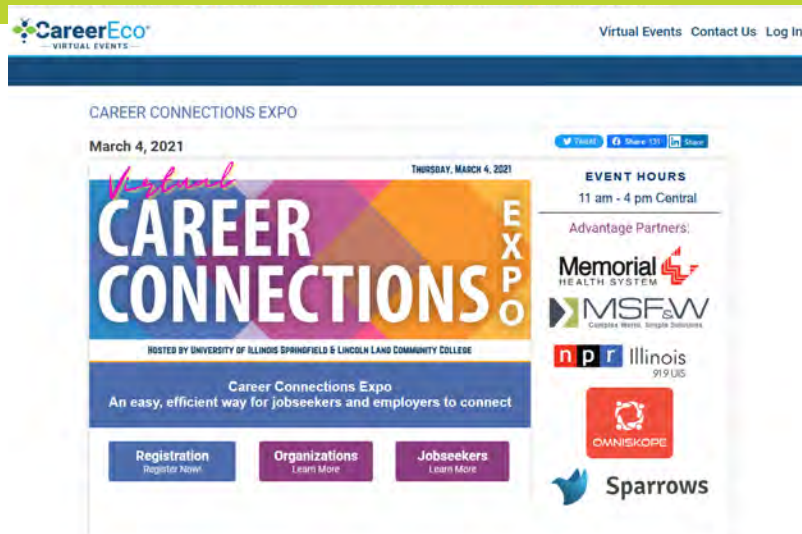 CareerEco
VIRTUAL EVENTS
Virtual Events Contact Us Log In
CAREER CONNECTIONS EXPO
March 4, 2021
Tweet Share 131 Share
THURSDAY, MARCH 4, 2021
Virtual
CAREER
CONNECTIONS
EXPO
HOSTED BY UNIVERSITY OF ILLINOIS SPRINGFIELD & LINCOLN LAND COMMUNITY COLLEGE
Career Connections Expo
An easy, efficient way for jobseekers and employers to connect
Registration
Register Now!
Organizations
Learn More
Jobseekers
Learn More
EVENT HOURS
11 am - 4 pm Central
Advantage Partners:
Memorial
HEALTH SYSTEM
MSF&W
Complex World. Simple Solutions.
npr Illinois
91.9 UIS
OMNISKOPE
Sparrows